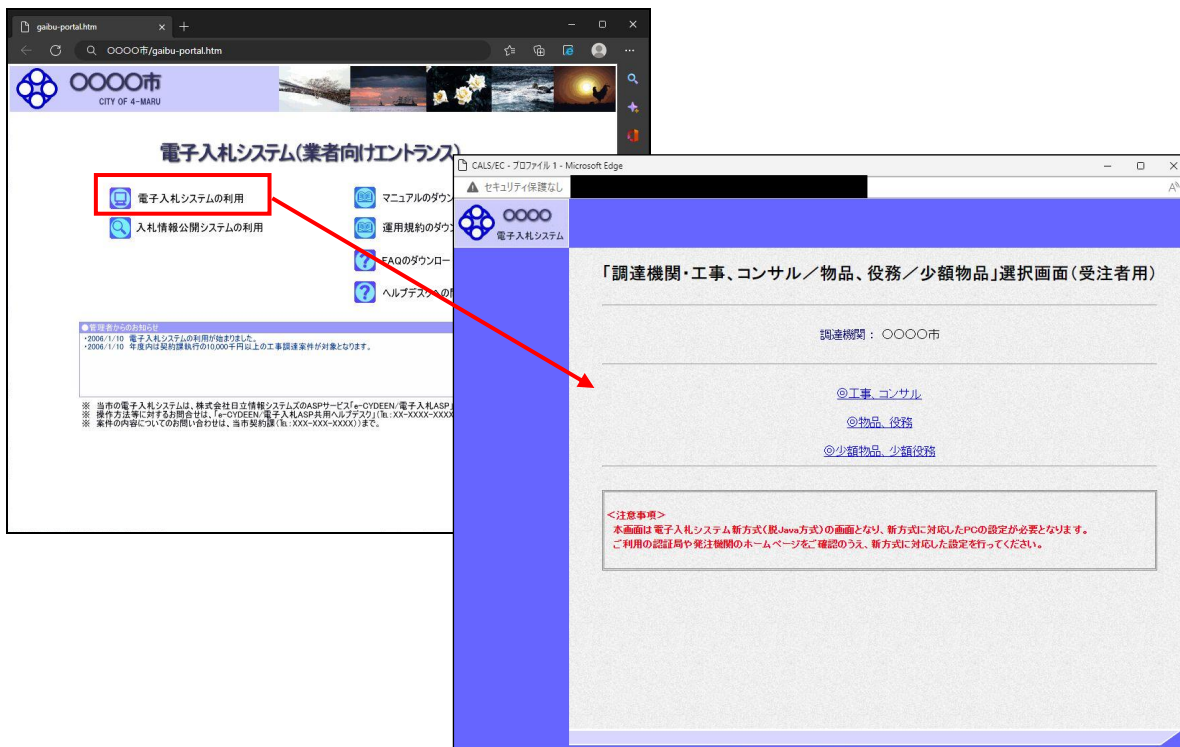 gaibu-portal.htm
〇〇〇〇市/gaibu-portal.htm
〇〇〇〇市
CITY OF 4-MARU
電子入札システム(業者向けエントランス)
電子入札システムの利用
入札情報公開システムの利用
マニュアルのダウン
運用規約のダウン
FAQのダウンロー
ヘルプデスクへの
●管理者からのお知らせ
・2006/1/10 電子入札システムの利用が始まりました。
・2006/1/10 年度内は契約課執行の10,000千円以上の工事調達案件が対象となります。
※ 当市の電子入札システムは、株式会社日立情報システムズのASPサービス「e-CYDEEN/電子入札ASP」
※ 操作方法等に対するお問合せは、「e-CYDEEN/電子入札ASP共用ヘルプデスク」(℡:XX-XXXX-XXXX
※ 案件の内容についてのお問い合わせは、当市契約課(℡:XXX-XXX-XXXX))まで。
CALS/EC - プロファイル 1 - Microsoft Edge
セキュリティ保護なし
〇〇〇〇
電子入札システム
「調達機関・工事、コンサル/物品、役務/少額物品」選択画面(受注者用)
調達機関: 〇〇〇〇市
◎工事、コンサル
◎物品、役務
◎少額物品、少額役務
<注意事項>
本画面は電子入札システム新方式(脱Java方式)の画面となり、新方式に対応したPCの設定が必要となります。
ご利用の認証局や発注機関のホームページをご確認のうえ、新方式に対応した設定を行ってください。